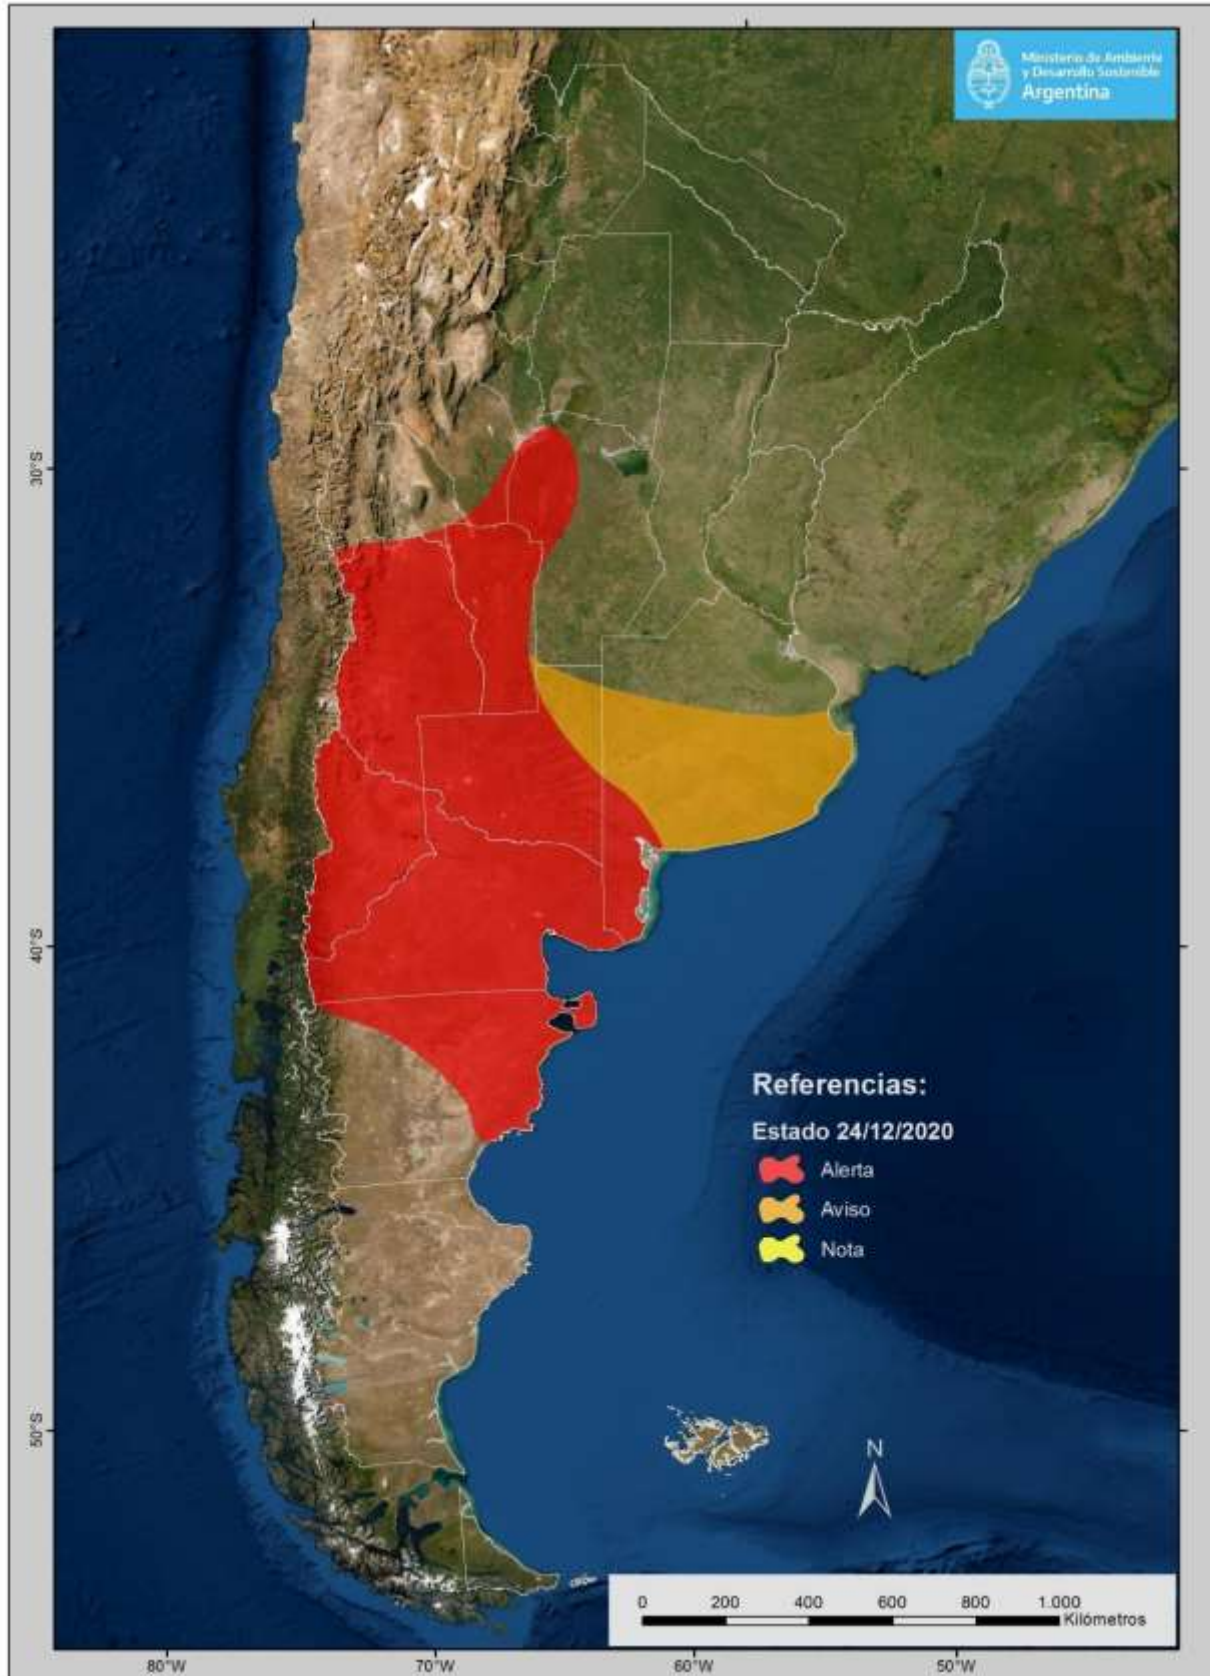 Ministerio de Ambiente
y Desarrollo Sostenible
Argentina
30°S
40°S
50°S
Referencias:
Estado 24/12/2020
Alerta
Aviso
Nota
N
0 200 400 600 800 1.000
Kilómetros
80°W 70°W 60°W 50°W